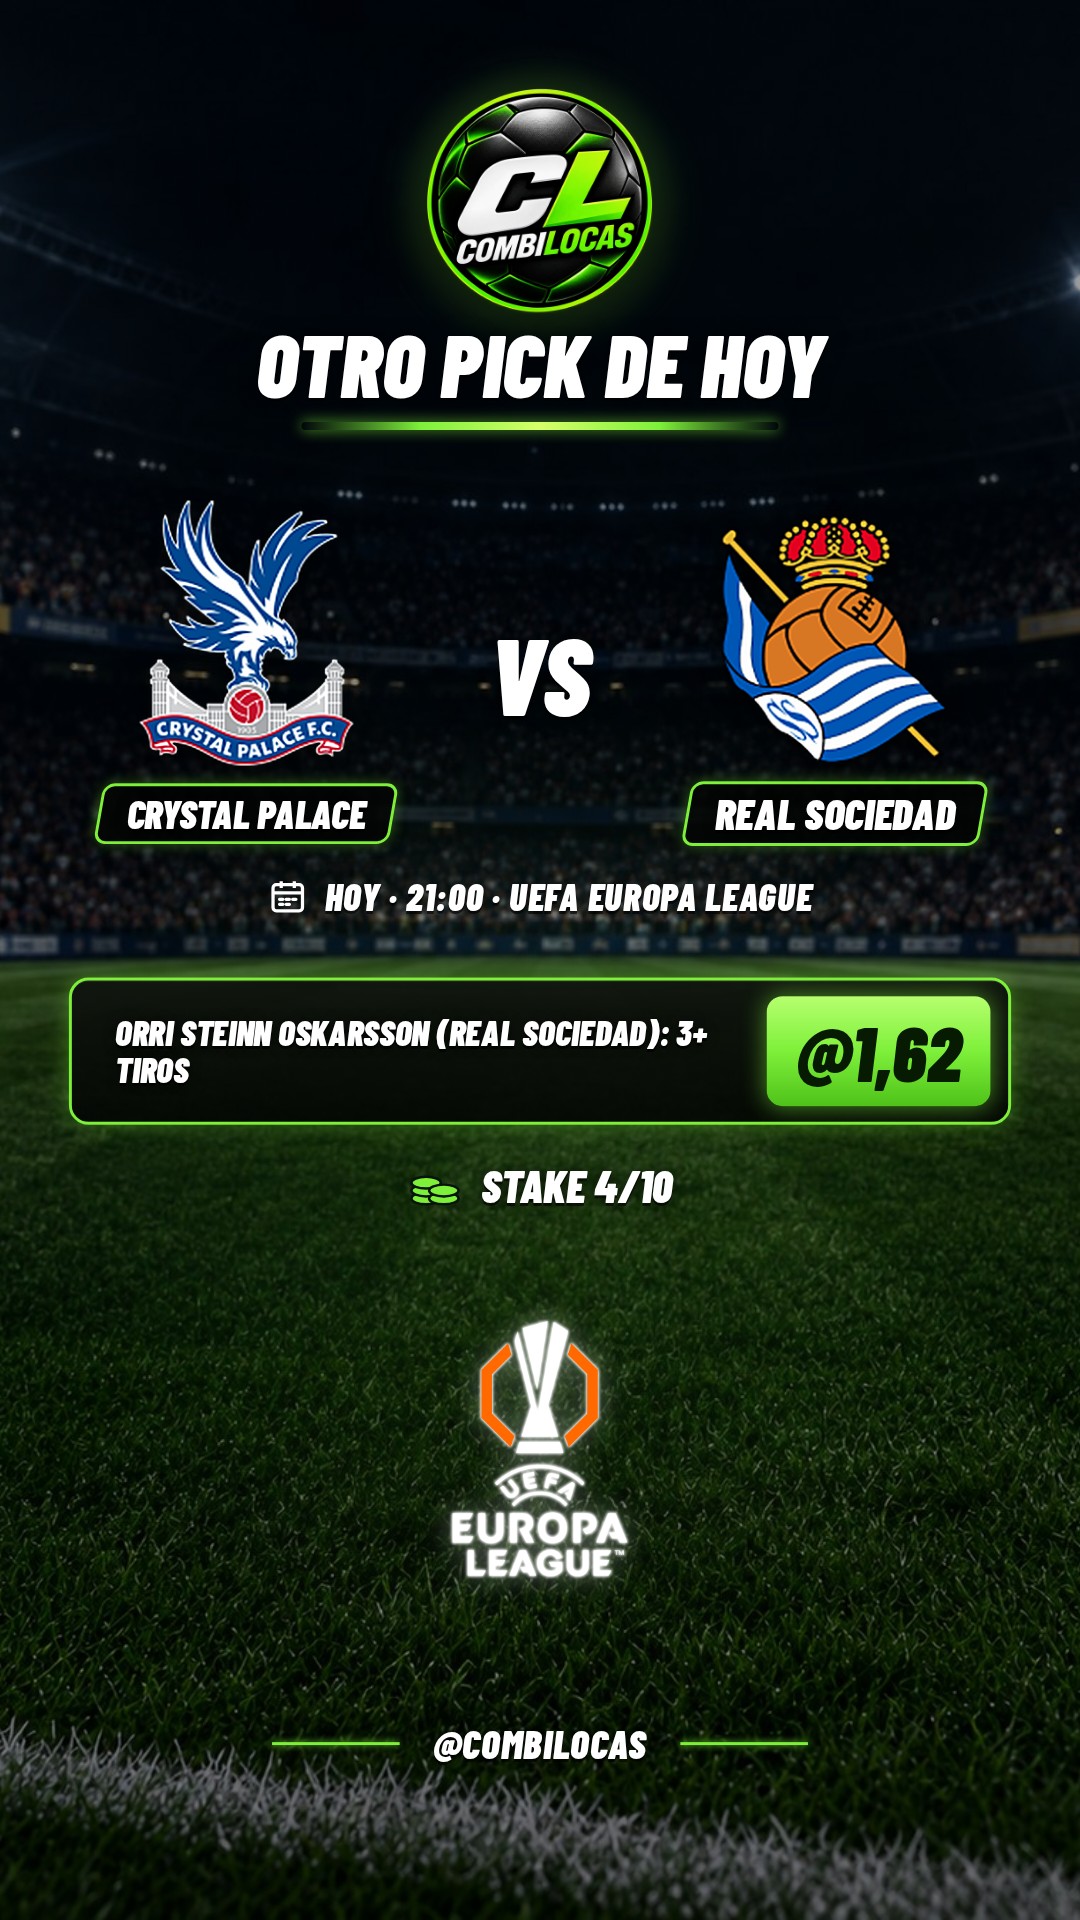 CL
COMBILOCAS
OTRO PICK DE HOY
CRYSTAL PALACE F.C.
1905
VS
CRYSTAL PALACE
REAL SOCIEDAD
HOY · 21:00 · UEFA EUROPA LEAGUE
ORRI STEINN OSKARSSON (REAL SOCIEDAD): 3+
TIROS
@1,62
STAKE 4/10
UEFA
EUROPA
LEAGUE™
@COMBILOCAS